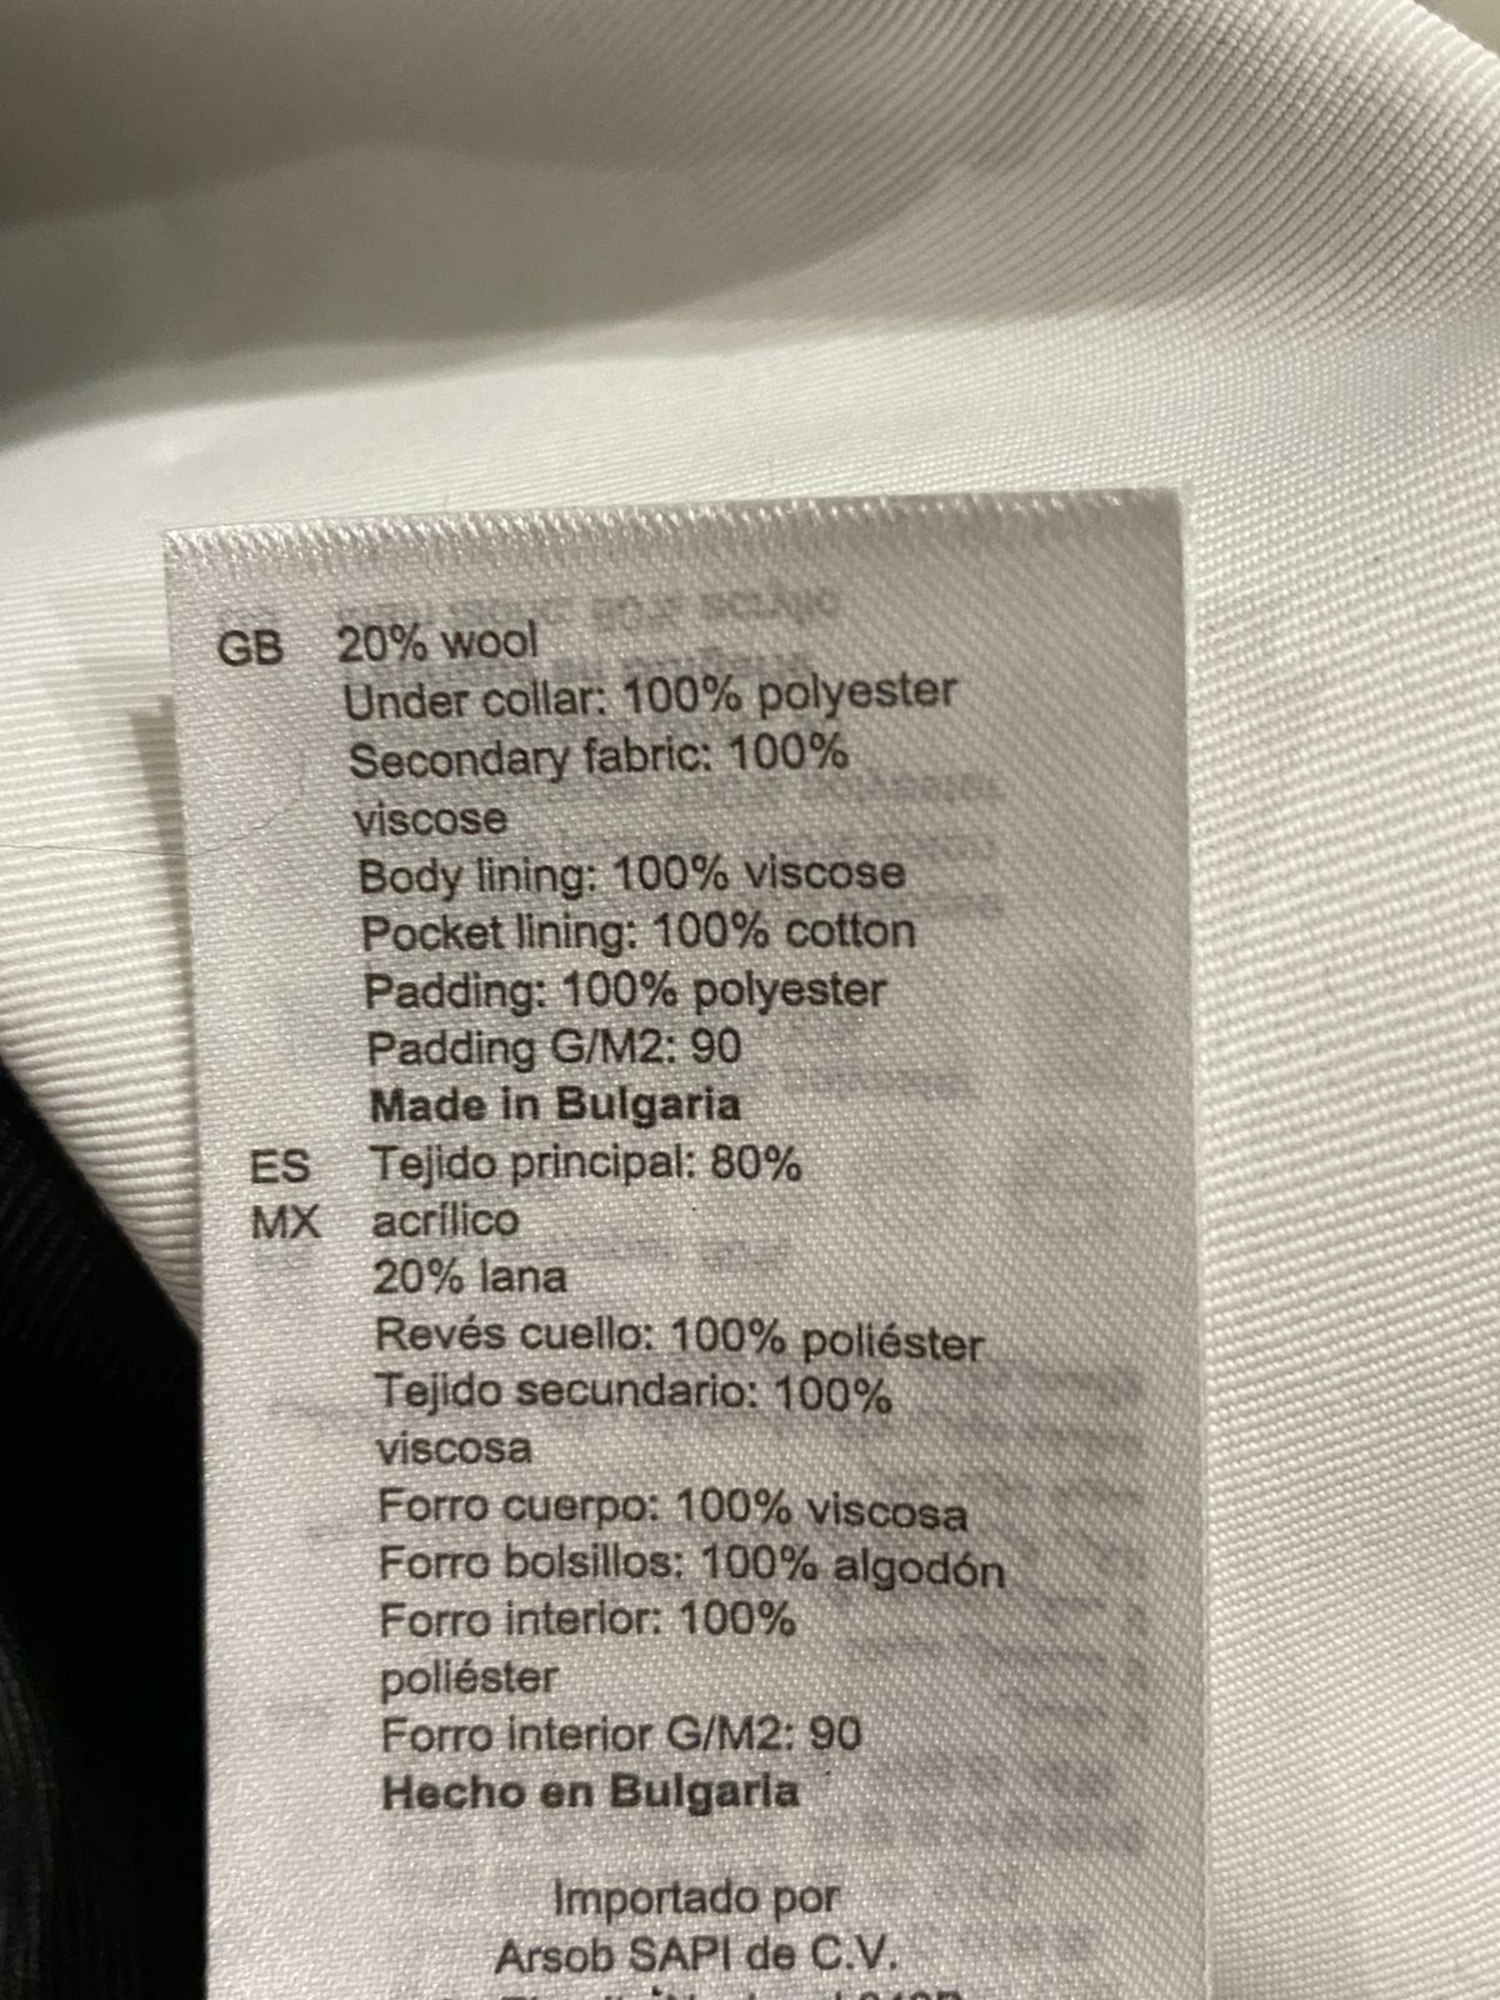 GB 20% wool
Under collar: 100% polyester
Secondary fabric: 100%
viscose
Body lining: 100% viscose
Pocket lining: 100% cotton
Padding: 100% polyester
Padding G/M2: 90
Made in Bulgaria
ES Tejido principal: 80%
MX acrílico
20% lana
Revés cuello: 100% poliéster
Tejido secundario: 100%
viscosa
Forro cuerpo: 100% viscosa
Forro bolsillos: 100% algodón
Forro interior: 100%
poliéster
Forro interior G/M2: 90
Hecho en Bulgaria
Importado por
Arsob SAPI de C.V.